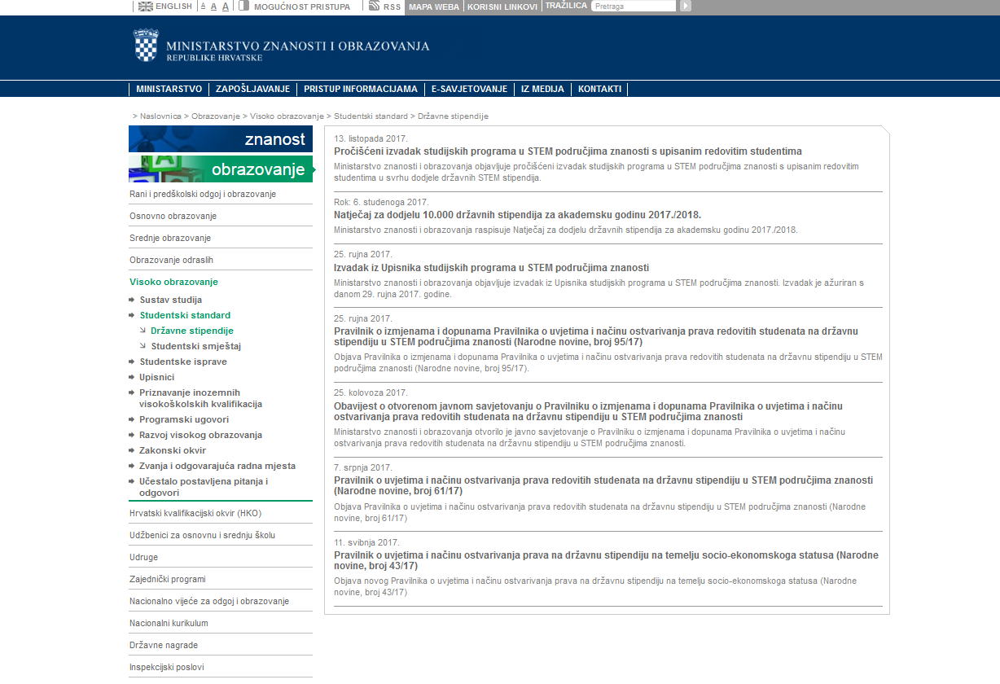 ENGLISH A A A MOGUĆNOST PRISTUPA RSS MAPA WEBA KORISNI LINKOVI TRAŽILICA Pretraga
MINISTARSTVO ZNANOSTI I OBRAZOVANJA
REPUBLIKE HRVATSKE
MINISTARSTVO ZAPOŠLJAVANJE PRISTUP INFORMACIJAMA E-SAVJETOVANJE IZ MEDIJA KONTAKTI
> Naslovnica > Obrazovanje > Visoko obrazovanje > Studentski standard > Državne stipendije
znanost
obrazovanje
Rani i predškolski odgoj i obrazovanje
Osnovno obrazovanje
Srednje obrazovanje
Obrazovanje odraslih
Visoko obrazovanje
Sustav studija
Studentski standard
Državne stipendije
Studentski smještaj
Studentske isprave
Upisnici
Priznavanje inozemnih
visokoškolskih kvalifikacija
Programski ugovori
Razvoj visokog obrazovanja
Zakonski okvir
Zvanja i odgovarajuća radna mjesta
Učestalo postavljena pitanja i
odgovori
Hrvatski kvalifikacijski okvir (HKO)
Udžbenici za osnovnu i srednju školu
Udruge
Zajednički programi
Nacionalno vijeće za odgoj i obrazovanje
Nacionalni kurikulum
Državne nagrade
Inspekcijski poslovi
13. listopada 2017.
Pročišćeni izvadak studijskih programa u STEM područjima znanosti s upisanim redovitim studentima
Ministarstvo znanosti i obrazovanja objavljuje pročišćeni izvadak studijskih programa u STEM područjima znanosti s upisanim redovitim
studentima u svrhu dodjele državnih STEM stipendija.
Rok: 6. studenoga 2017.
Natječaj za dodjelu 10.000 državnih stipendija za akademsku godinu 2017./2018.
Ministarstvo znanosti i obrazovanja raspisuje Natječaj za dodjelu državnih stipendija za akademsku godinu 2017./2018.
25. rujna 2017.
Izvadak iz Upisnika studijskih programa u STEM područjima znanosti
Ministarstvo znanosti i obrazovanja objavljuje izvadak iz Upisnika studijskih programa u STEM područjima znanosti. Izvadak je ažuriran s
danom 29. rujna 2017. godine.
25. rujna 2017.
Pravilnik o izmjenama i dopunama Pravilnika o uvjetima i načinu ostvarivanja prava redovitih studenata na državnu
stipendiju u STEM područjima znanosti (Narodne novine, broj 95/17)
Objava Pravilnika o izmjenama i dopunama Pravilnika o uvjetima i načinu ostvarivanja prava redovitih studenata na državnu stipendiju u STEM
područjima znanosti (Narodne novine, broj 95/17).
25. kolovoza 2017.
Obavijest o otvorenom javnom savjetovanju o Pravilniku o izmjenama i dopunama Pravilnika o uvjetima i načinu
ostvarivanja prava redovitih studenata na državnu stipendiju u STEM područjima znanosti
Ministarstvo znanosti i obrazovanja otvorilo je javno savjetovanje o Pravilniku o izmjenama i dopunama Pravilnika o uvjetima i načinu
ostvarivanja prava redovitih studenata na državnu stipendiju u STEM područjima znanosti.
7. srpnja 2017.
Pravilnik o uvjetima i načinu ostvarivanja prava redovitih studenata na državnu stipendiju u STEM područjima znanosti
(Narodne novine, broj 61/17)
Objava Pravilnika o uvjetima i načinu ostvarivanja prava redovitih studenata na državnu stipendiju u STEM područjima znanosti (Narodne
novine, broj 61/17)
11. svibnja 2017.
Pravilnik o uvjetima i načinu ostvarivanja prava na državnu stipendiju na temelju socio-ekonomskoga statusa (Narodne
novine, broj 43/17)
Objava novog Pravilnika o uvjetima i načinu ostvarivanja prava na državnu stipendiju na temelju socio-ekonomskoga statusa (Narodne
novine, broj 43/17)